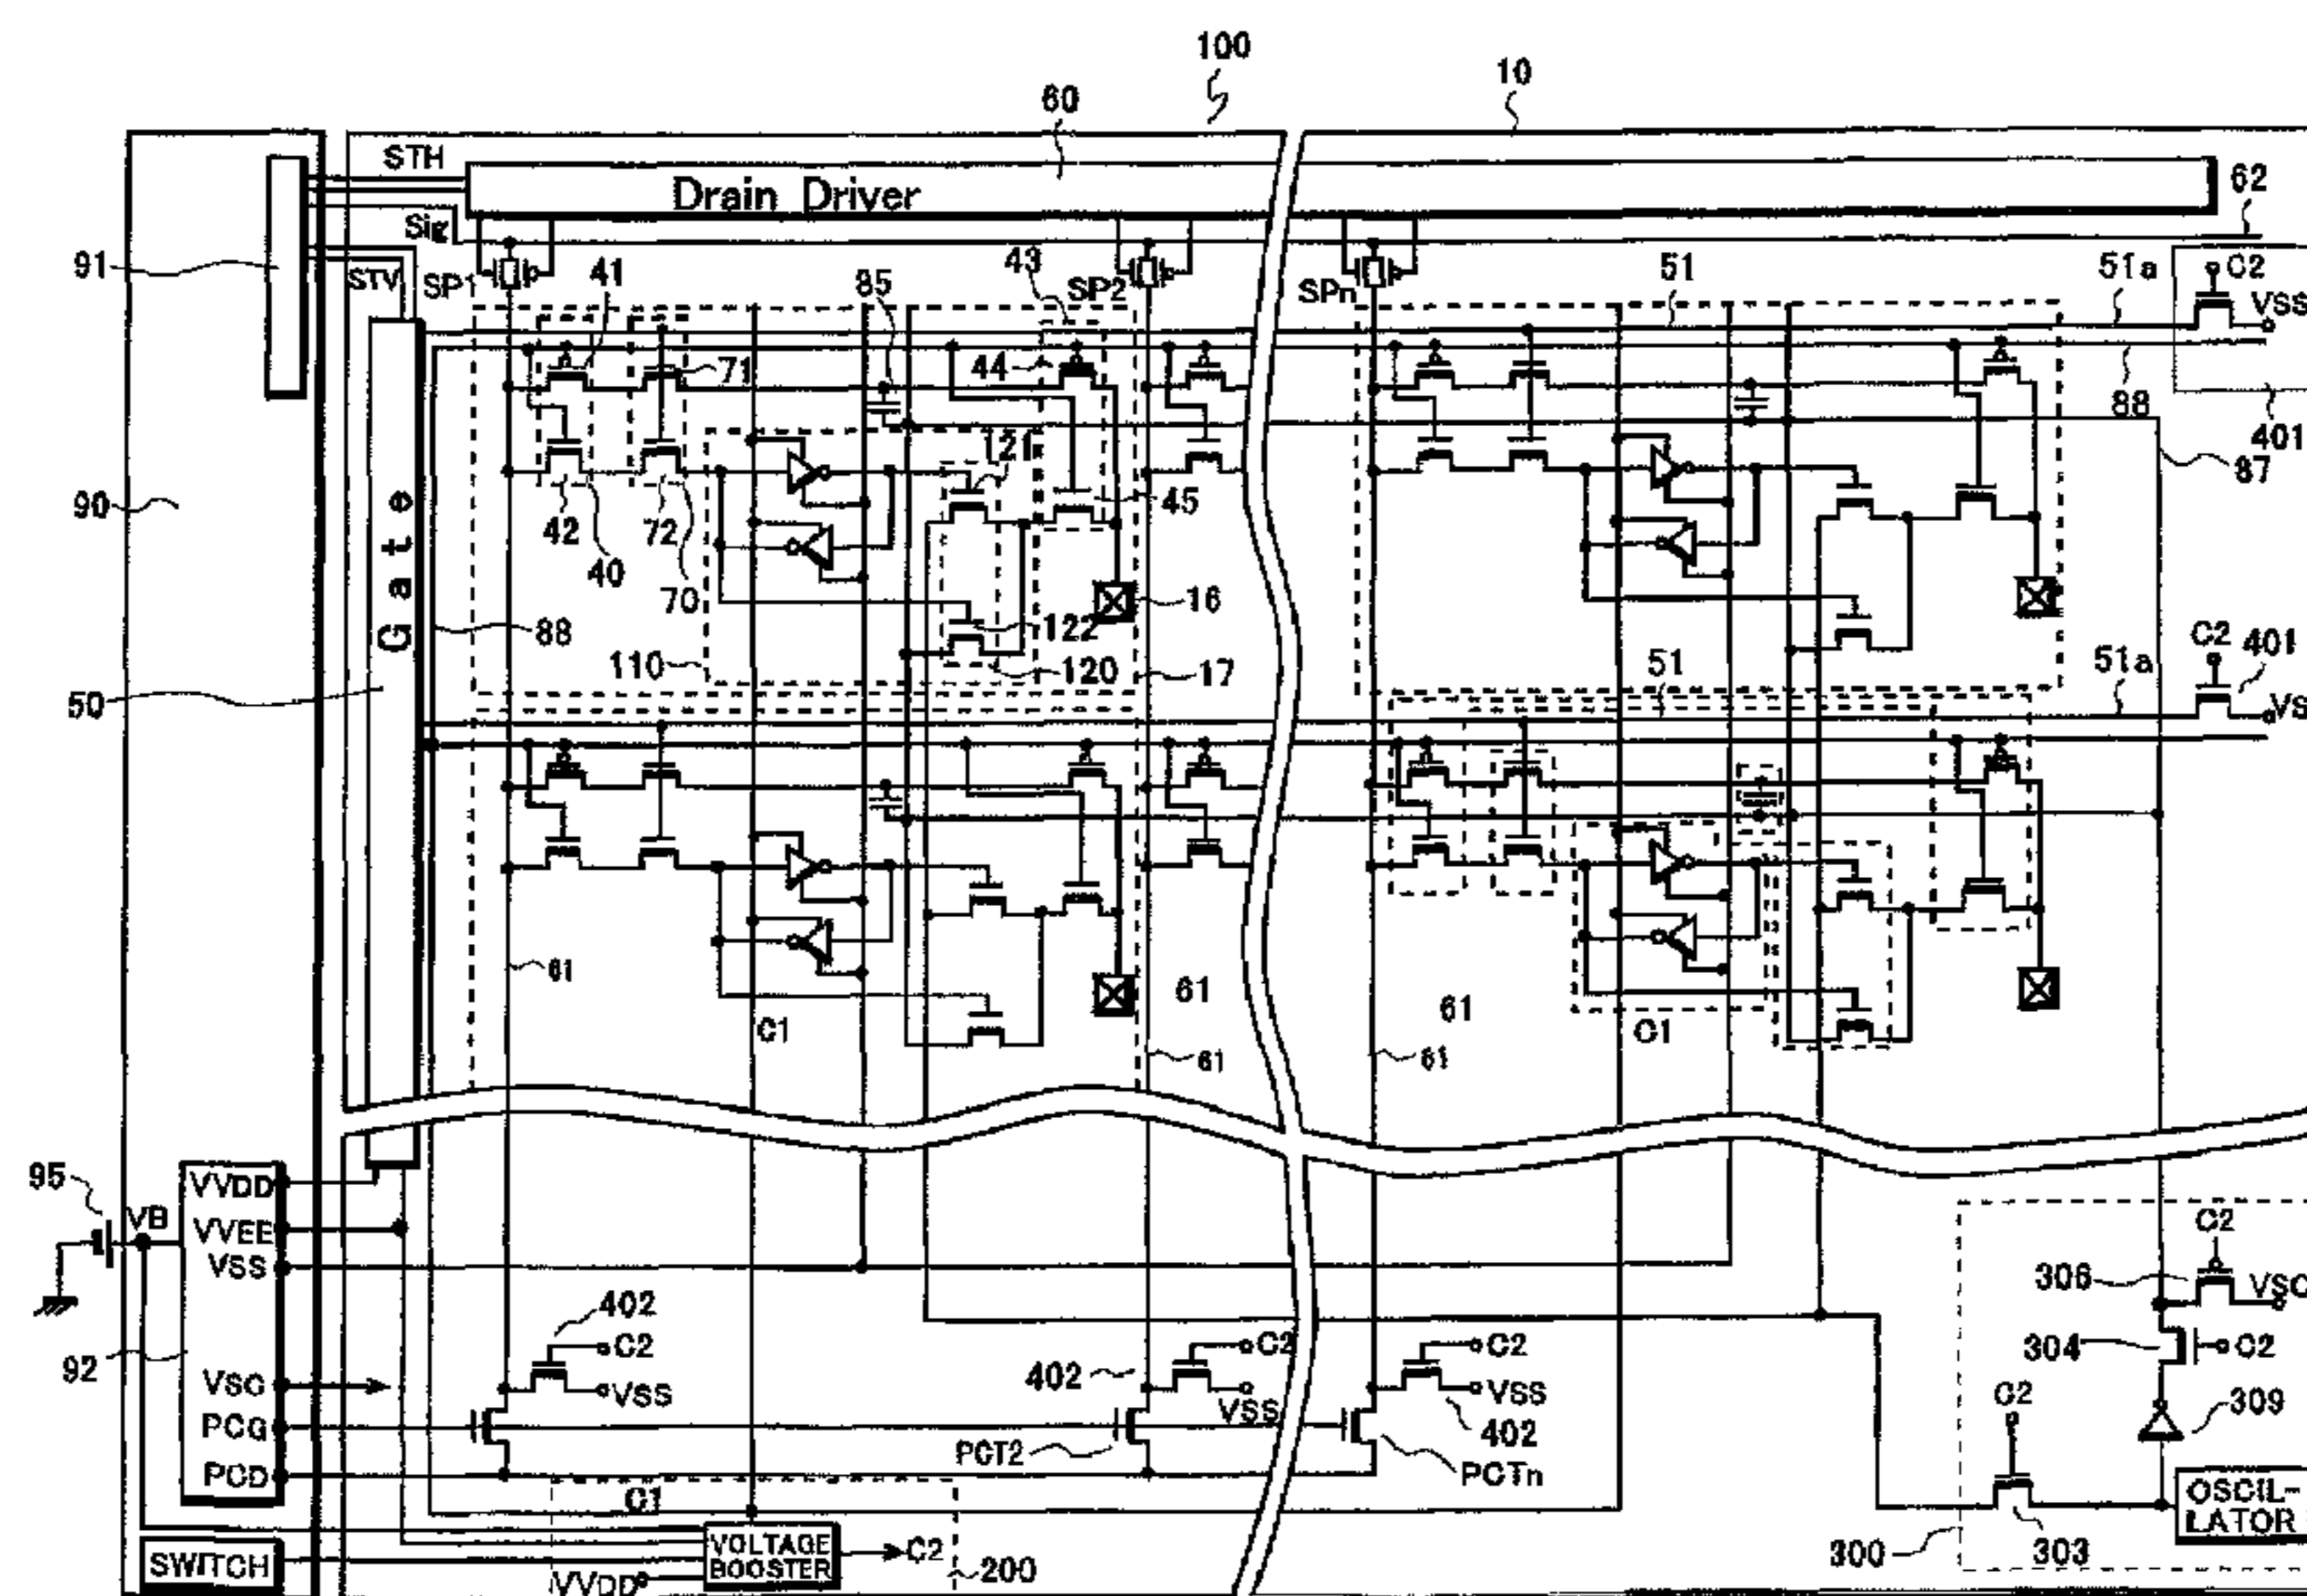 100
10
60
STH
Drain Driver
62
Sig
91
STV
SP1
41
85
43
SP2
SPn
51
51a
C2
VSS
71
44
88
401
121
87
90
Gate
42
72
45
40
70
16
88
122
C2
401
110
120
17
51
51a
50
61
61
61
C1
61
61
C1
95
VB
VVDD
VVEE
VSS
C2
306
VSC
402
C2
C2
C2
304
C2
92
VSC
VSS
402
VSS
VSS
C2
309
PCG
402
PCT2
PCTn
PCD
C1
OSCIL-
LATOR
VOLTAGE
BOOSTER
C2
SWITCH
VVDD
200
300
303